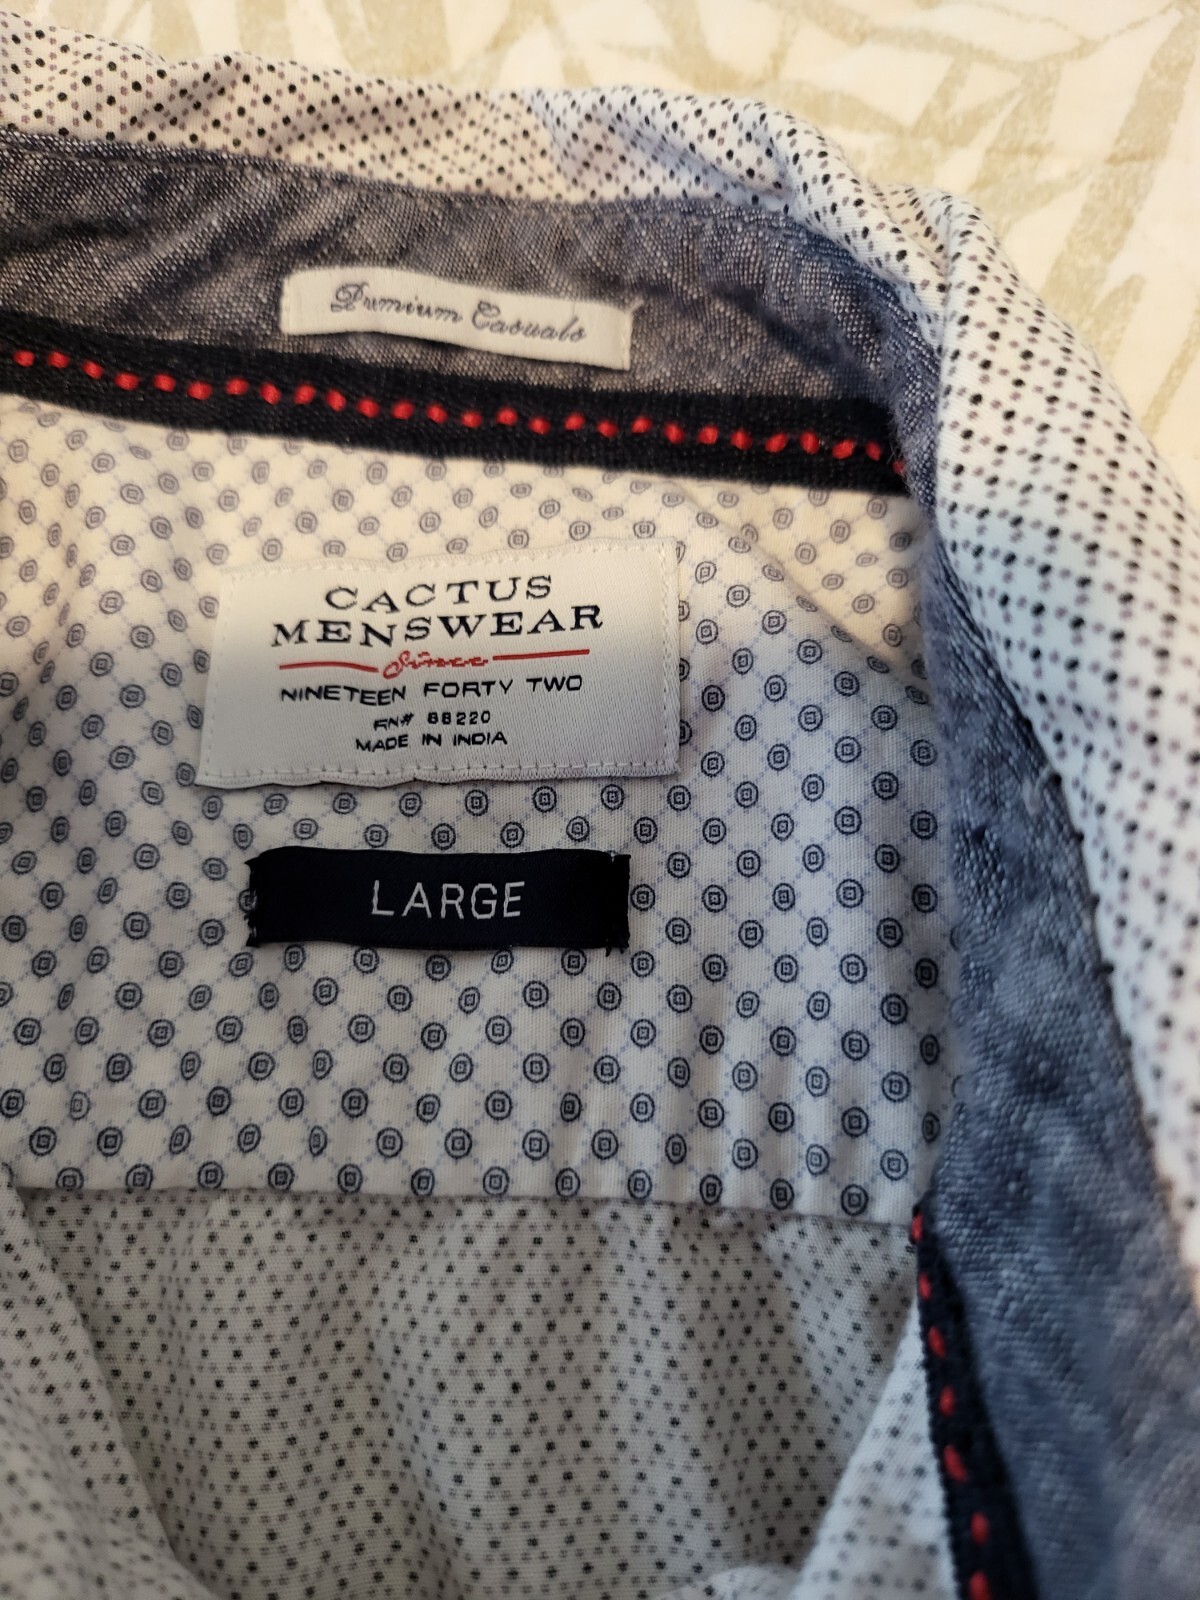 Premium Casuals
CACTUS
MENSWEAR
Since
NINETEEN FORTY TWO
RN# 88220
MADE IN INDIA
LARGE